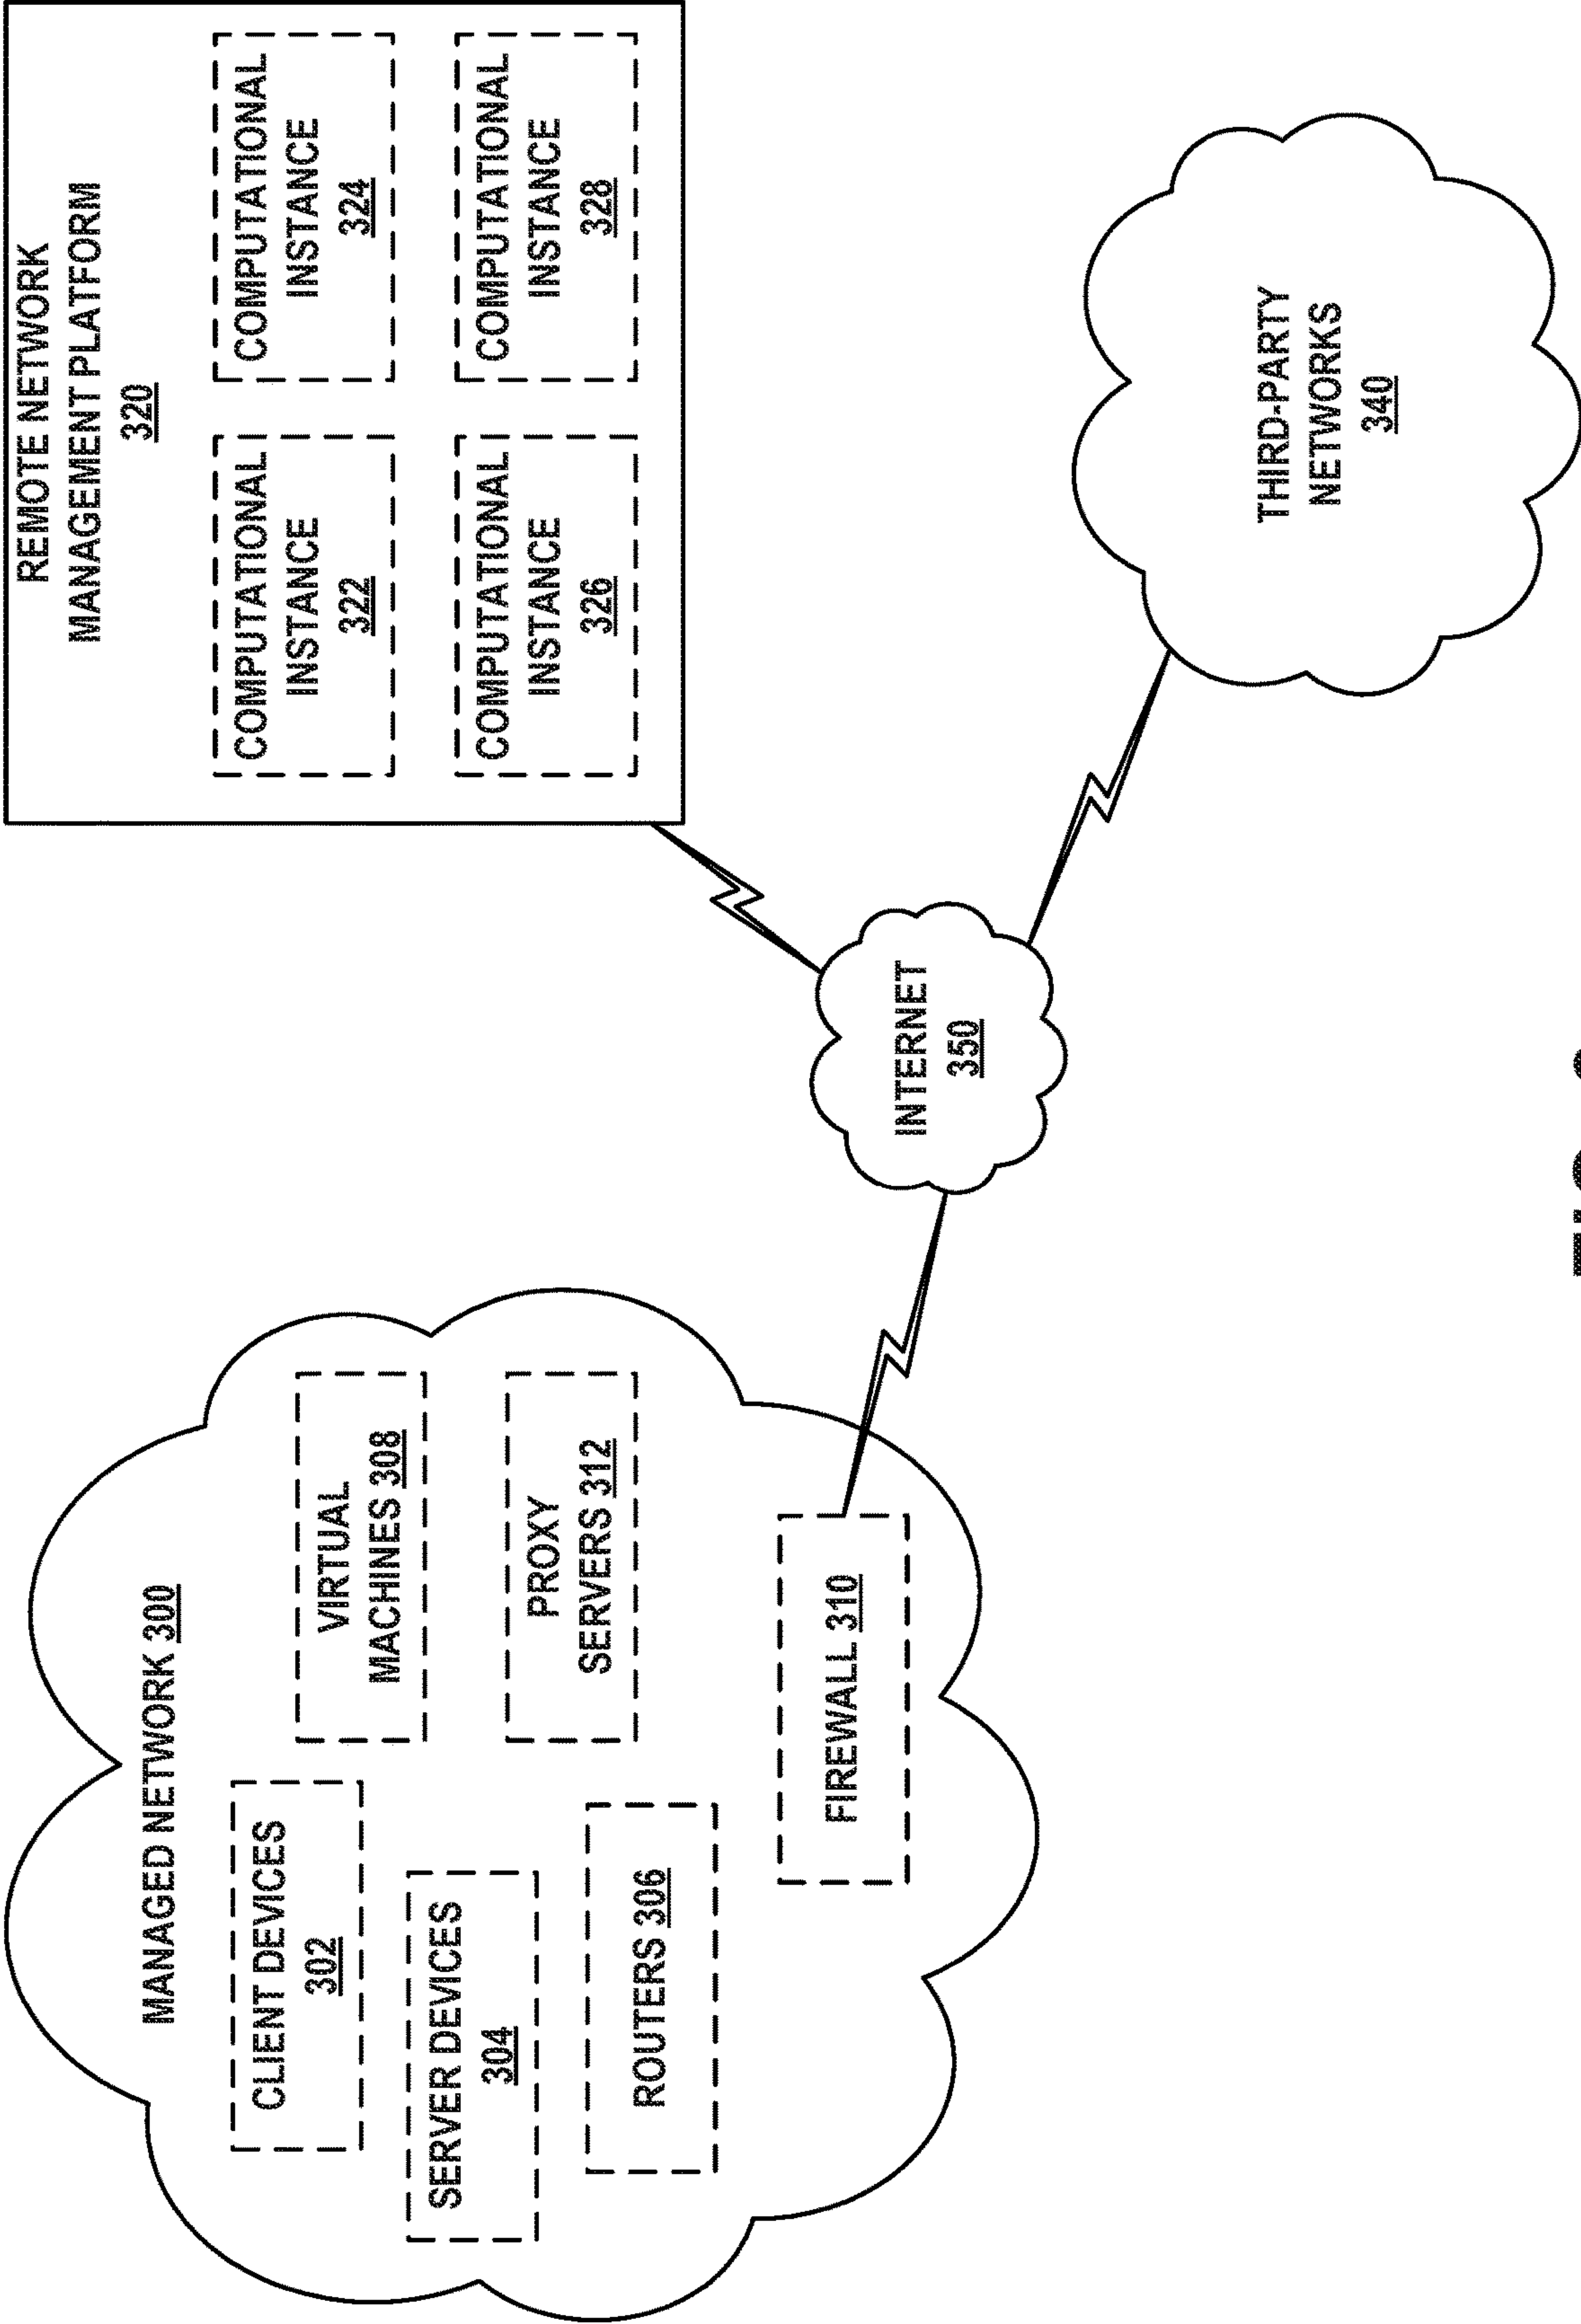 MANAGED NETWORK 300
CLIENT DEVICES
302
SERVER DEVICES
304
ROUTERS 306
VIRTUAL
MACHINES 308
PROXY
SERVERS 312
FIREWALL 310
INTERNET
350
REMOTE NETWORK
MANAGEMENT PLATFORM
320
COMPUTATIONAL
INSTANCE
322
COMPUTATIONAL
INSTANCE
324
COMPUTATIONAL
INSTANCE
326
COMPUTATIONAL
INSTANCE
328
THIRD-PARTY
NETWORKS
340